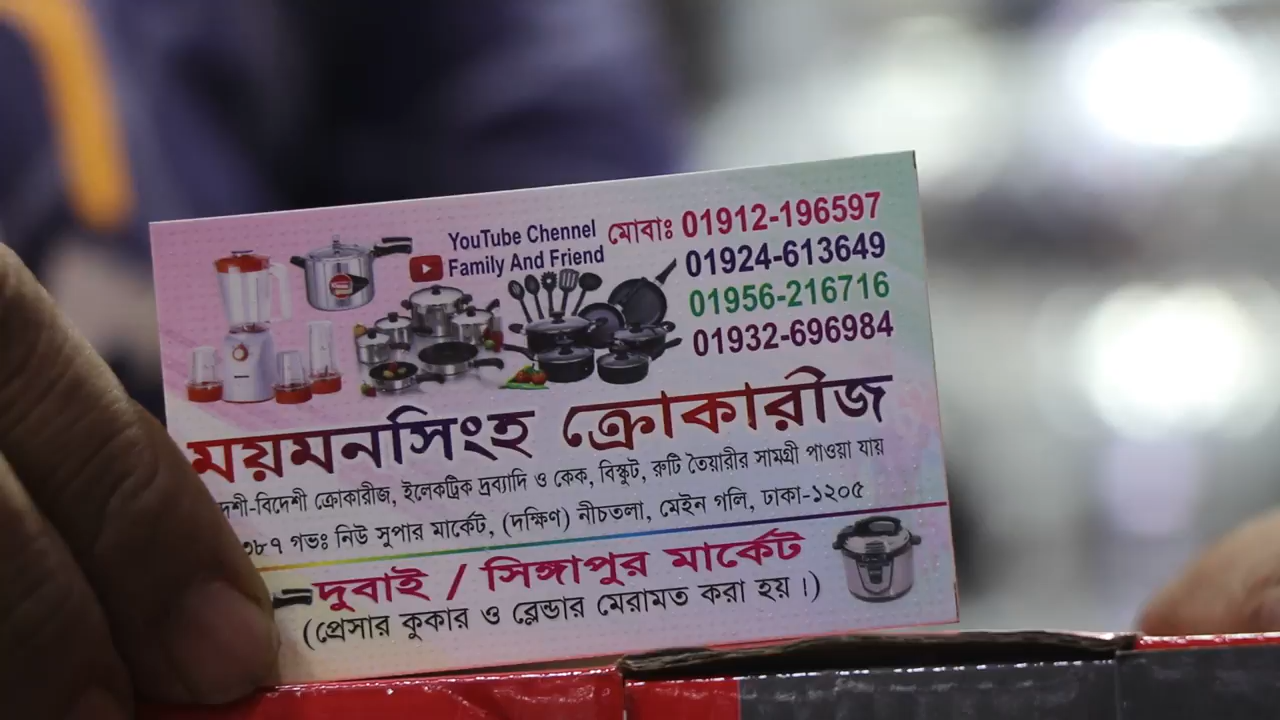 YouTube Chennel
Family And Friend
মোবাঃ 01912-196597
01924-613649
01956-216716
01932-696984
ময়মনসিংহ ক্রোকারীজ
-বিদেশী ক্রোকারীজ, ইলেকট্রিক দ্রব্যাদি ও কেক, বিস্কুট, রুটি তৈয়ারীর সামগ্রী পাওয়া যায়
৩৮৭ গভঃ নিউ সুপার মার্কেট, (দক্ষিণ) নীচতলা, মেইন গলি, ঢাকা-১২০৫
দুবাই / সিঙ্গাপুর মার্কেট
(প্রেসার কুকার ও ব্লেন্ডার মেরামত করা হয় ।)